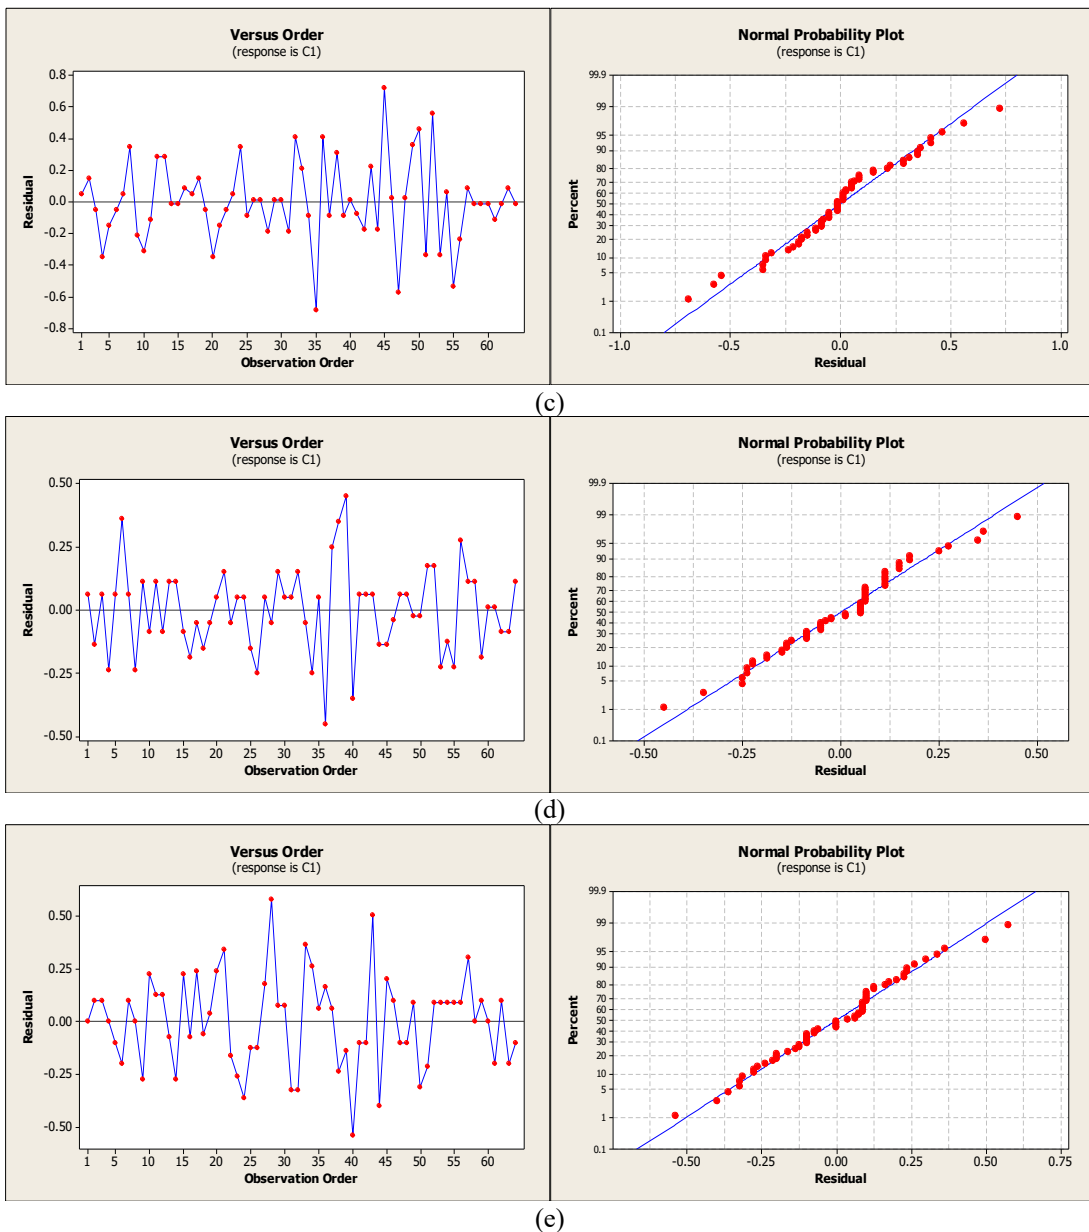 Versus Order
(response is C1)
Residual
0.8
0.6
0.4
0.2
0.0
-0.2
-0.4
-0.6
-0.8
1 5 10 15 20 25 30 35 40 45 50 55 60
Observation Order
Normal Probability Plot
(response is C1)
Percent
99.9
99
95
90
80
70
60
50
40
30
20
10
5
1
0.1
-1.0 -0.5 0.0 0.5 1.0
Residual
(c)
Versus Order
(response is C1)
Residual
0.50
0.25
0.00
-0.25
-0.50
1 5 10 15 20 25 30 35 40 45 50 55 60
Observation Order
Normal Probability Plot
(response is C1)
Percent
99.9
99
95
90
80
70
60
50
40
30
20
10
5
1
0.1
-0.50 -0.25 0.00 0.25 0.50
Residual
(d)
Versus Order
(response is C1)
Residual
0.50
0.25
0.00
-0.25
-0.50
1 5 10 15 20 25 30 35 40 45 50 55 60
Observation Order
Normal Probability Plot
(response is C1)
Percent
99.9
99
95
90
80
70
60
50
40
30
20
10
5
1
0.1
-0.50 -0.25 0.00 0.25 0.50 0.75
Residual
(e)